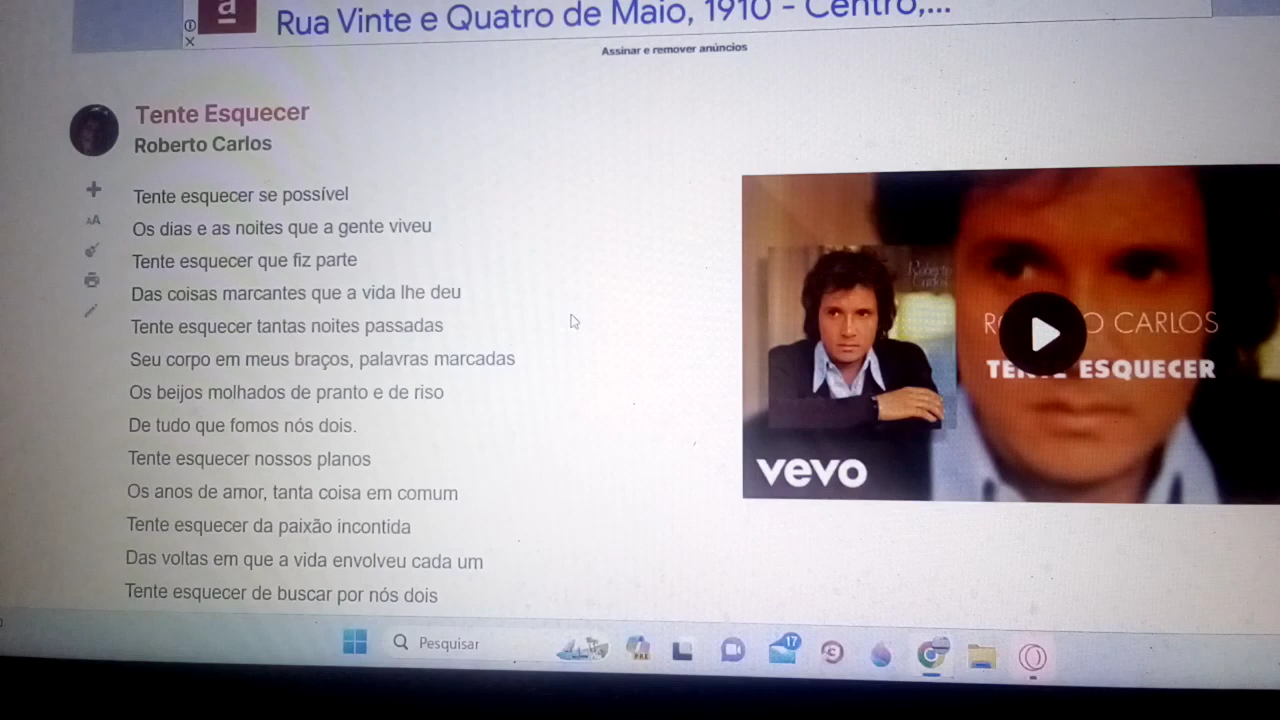 a
Rua Vinte e Quatro de Maio, 1910 - Centro,...
Assinar e remover anúncios
Tente Esquecer
Roberto Carlos
AA
Tente esquecer se possível
Os dias e as noites que a gente viveu
Tente esquecer que fiz parte
Das coisas marcantes que a vida lhe deu
Tente esquecer tantas noites passadas
Seu corpo em meus braços, palavras marcadas
Os beijos molhados de pranto e de riso
De tudo que fomos nós dois.
Tente esquecer nossos planos
Os anos de amor, tanta coisa em comum
Tente esquecer da paixão incontida
Das voltas em que a vida envolveu cada um
Tente esquecer de buscar por nós dois
Roberto
Carlos
R O CARLOS
TENTE ESQUECER
vevo
Pesquisar
17